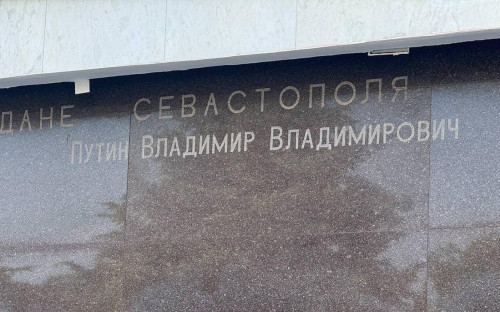 ДАНЕ СЕВАСТОПОЛЯ
ПУТИН ВЛАДИМИР ВЛАДИМИРОВИЧ